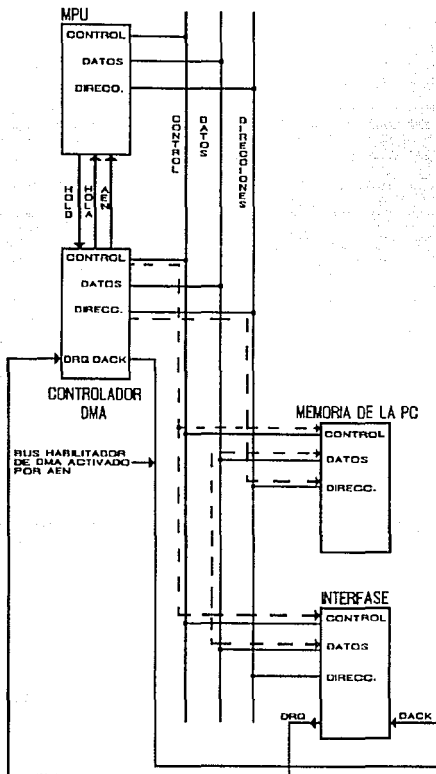 MPU
CONTROL
DATOS
DIRECC.
CONTROL
DATOS
DIRECCIONES
HOLD
HOLA
AEN
CONTROL
DATOS
DIRECC.
DRQ DACK
CONTROLADOR
DMA
BUS HABILITADOR
DE DMA ACTIVADO
POR AEN
MEMORIA DE LA PC
CONTROL
DATOS
DIRECC.
INTERFASE
CONTROL
DATOS
DIRECC.
DRQ
DACK